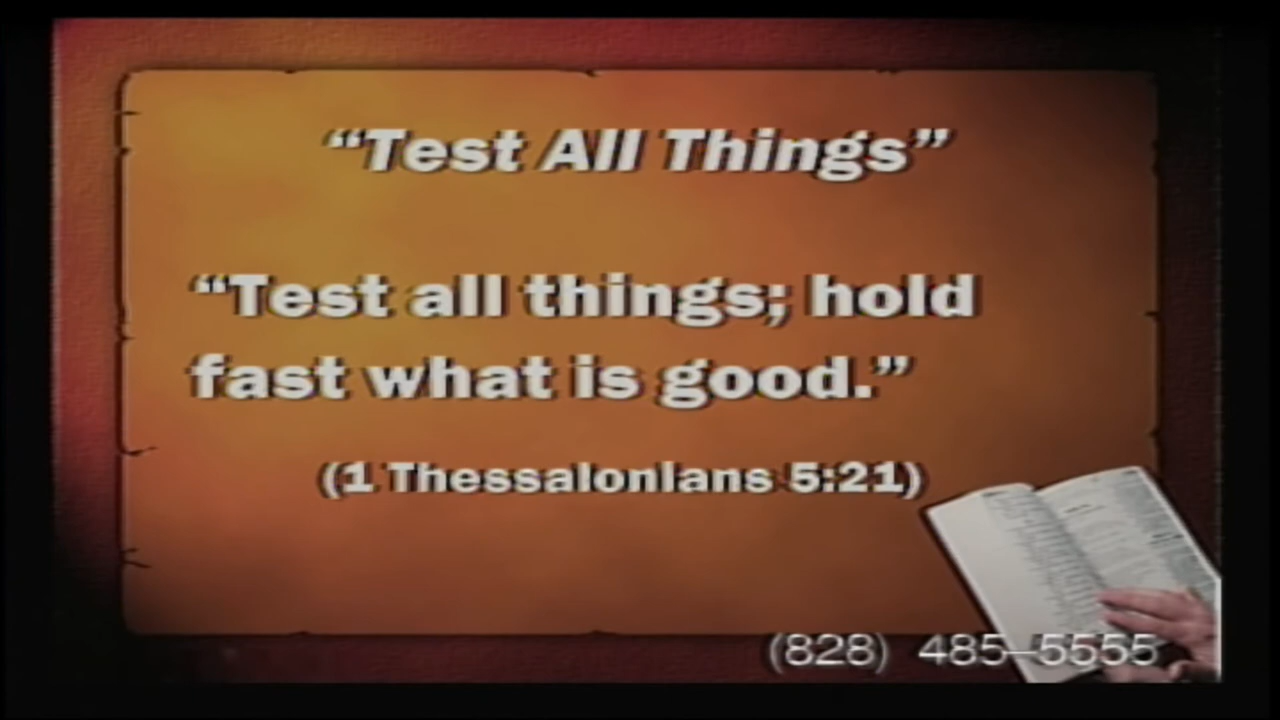 “Test All Things”
“Test all things; hold
fast what is good.”
(1 Thessalonians 5:21)
(828) 485–5555